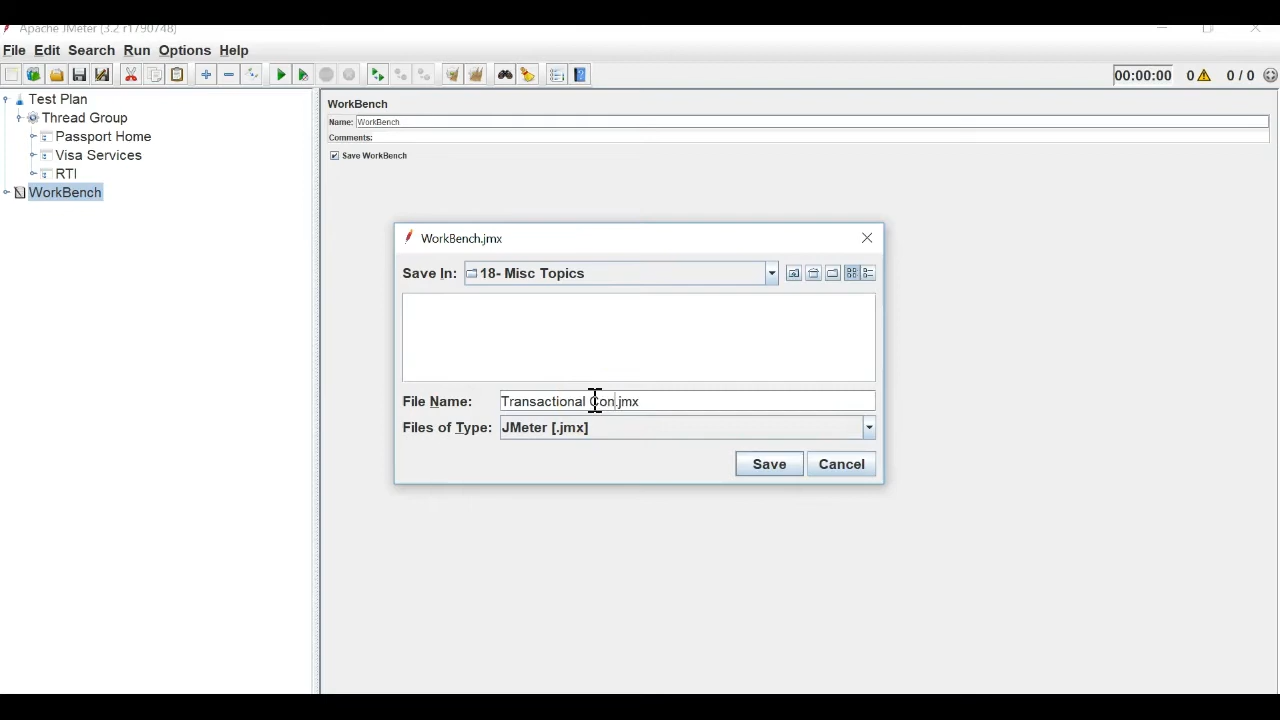 Apache JMeter (3.2 r1790748)
File Edit Search Run Options Help
00:00:00 0 0 / 0
Test Plan
Thread Group
Passport Home
Visa Services
RTI
WorkBench
WorkBench
Name: WorkBench
Comments:
Save WorkBench
WorkBench.jmx
Save In: 18- Misc Topics
File Name: Transactional Con.jmx
Files of Type: JMeter [.jmx]
Save Cancel